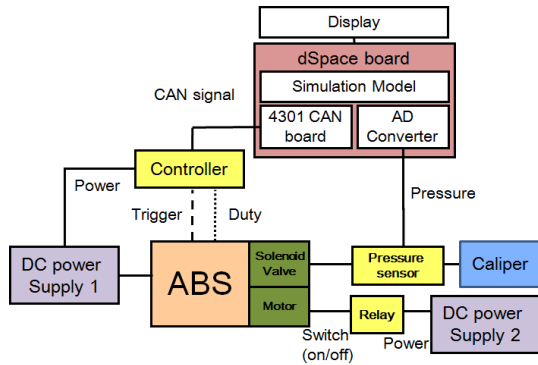 Display
dSpace board
Simulation Model
CAN signal
4301 CAN
board
AD
Converter
Controller
Power
Pressure
Trigger
Duty
DC power
Supply 1
ABS
Solenoid
Valve
Motor
Pressure
sensor
Caliper
Relay
Switch
(on/off)
Power
DC power
Supply 2